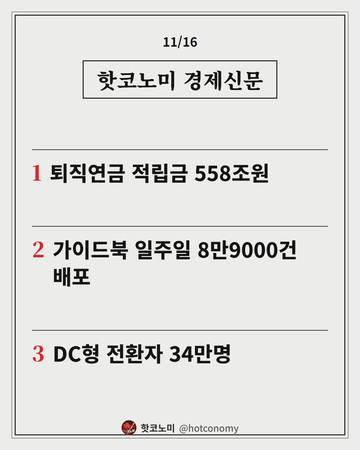 11/16
핫코노미 경제신문
1 퇴직연금 적립금 558조원
2 가이드북 일주일 8만9000건
배포
3 DC형 전환자 34만명
핫코노미 @hotconomy